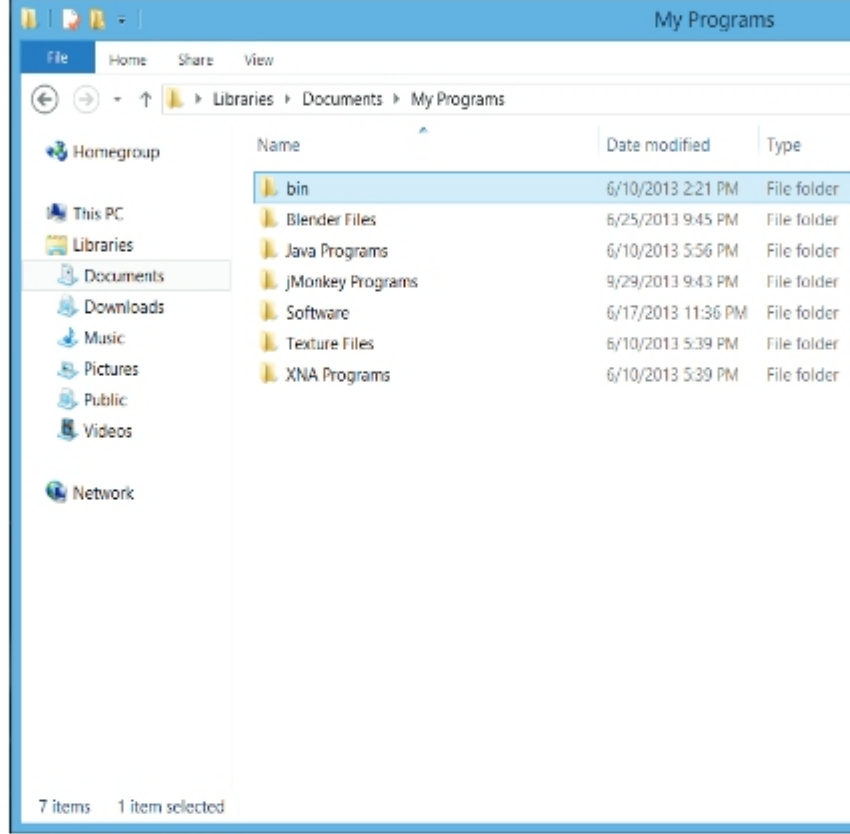 My Programs
File Home Share View
Libraries Documents My Programs
Name Date modified Type
Homegroup
This PC
Libraries
Documents
Downloads
Music
Pictures
Public
Videos
Network
bin 6/10/2013 2:21 PM File folder
Blender Files 6/25/2013 9:45 PM File folder
Java Programs 6/10/2013 5:56 PM File folder
jMonkey Programs 9/29/2013 9:43 PM File folder
Software 6/17/2013 11:36 PM File folder
Texture Files 6/10/2013 5:39 PM File folder
XNA Programs 6/10/2013 5:39 PM File folder
7 items 1 item selected